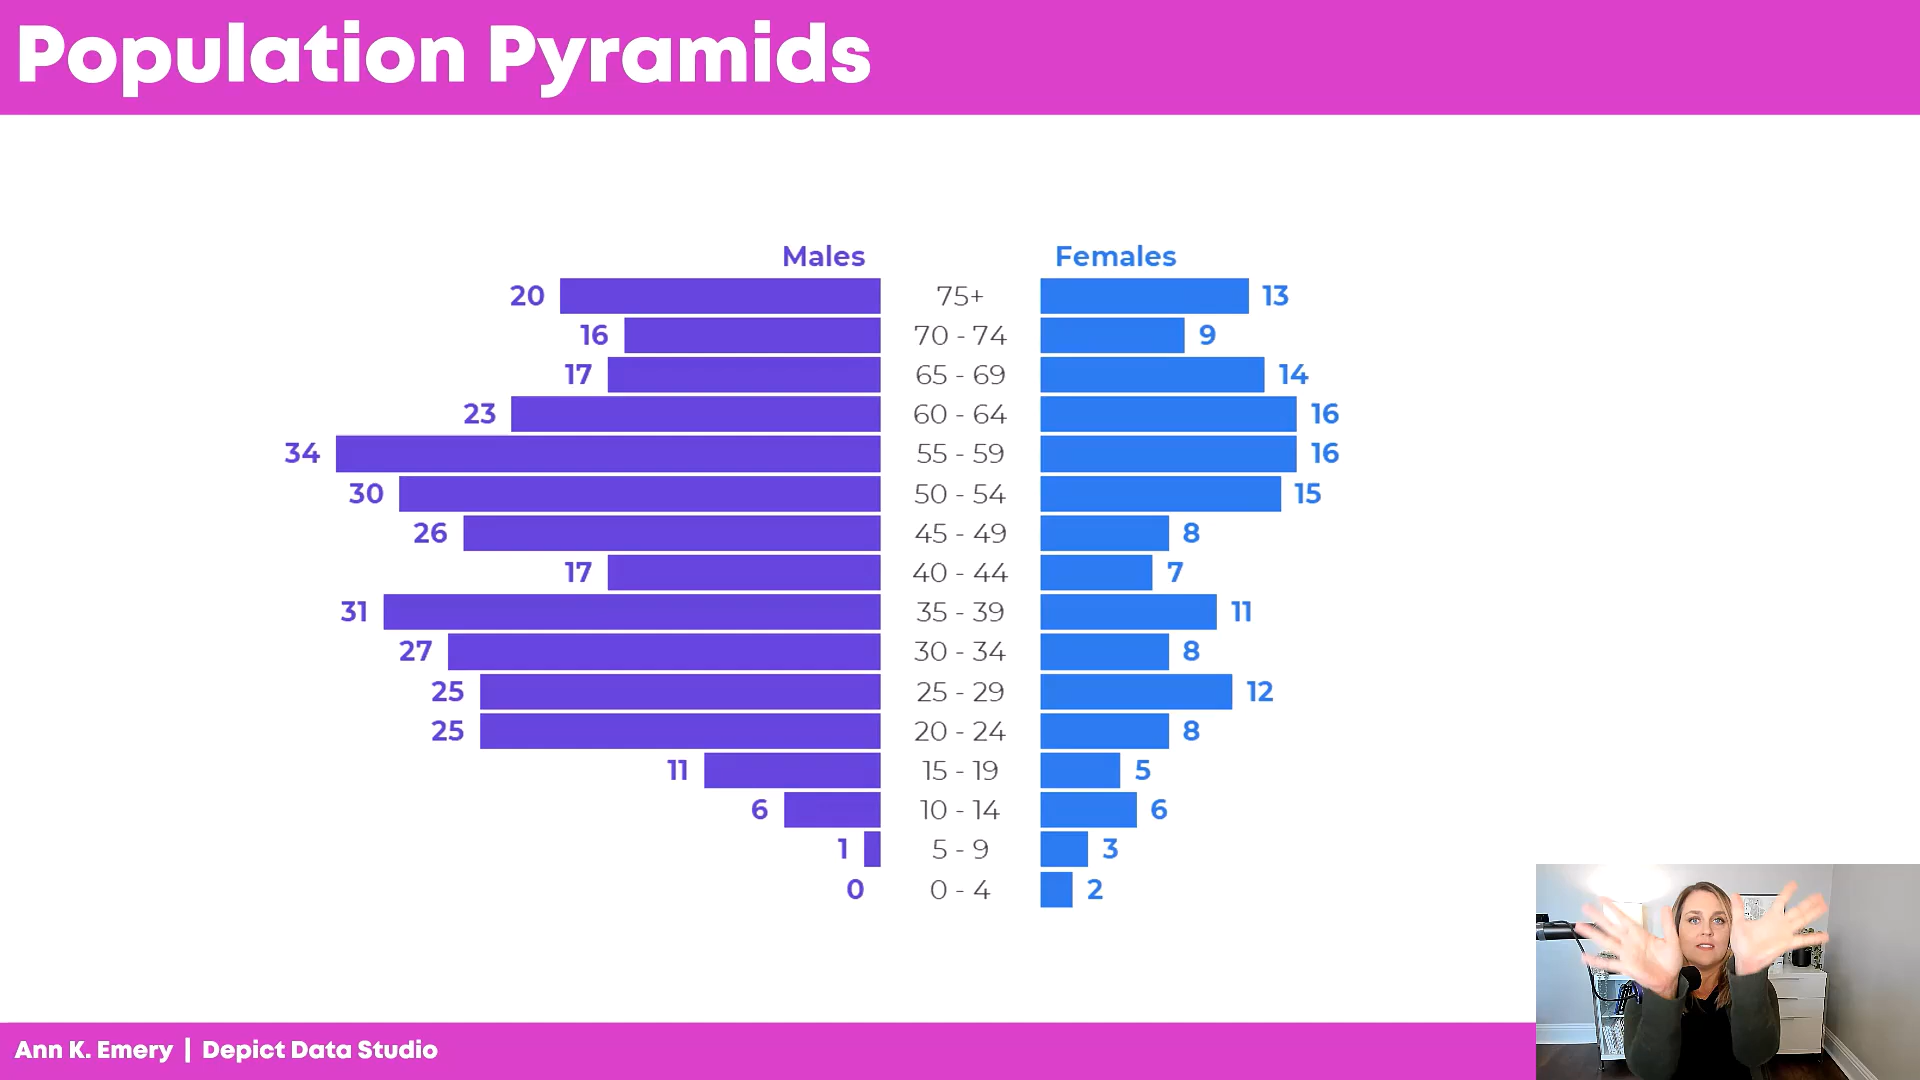 Population Pyramids
Males Females
20 75+ 13
16 70 - 74 9
17 65 - 69 14
23 60 - 64 16
34 55 - 59 16
30 50 - 54 15
26 45 - 49 8
17 40 - 44 7
31 35 - 39 11
27 30 - 34 8
25 25 - 29 12
25 20 - 24 8
11 15 - 19 5
6 10 - 14 6
1 5 - 9 3
0 0 - 4 2
Ann K. Emery | Depict Data Studio